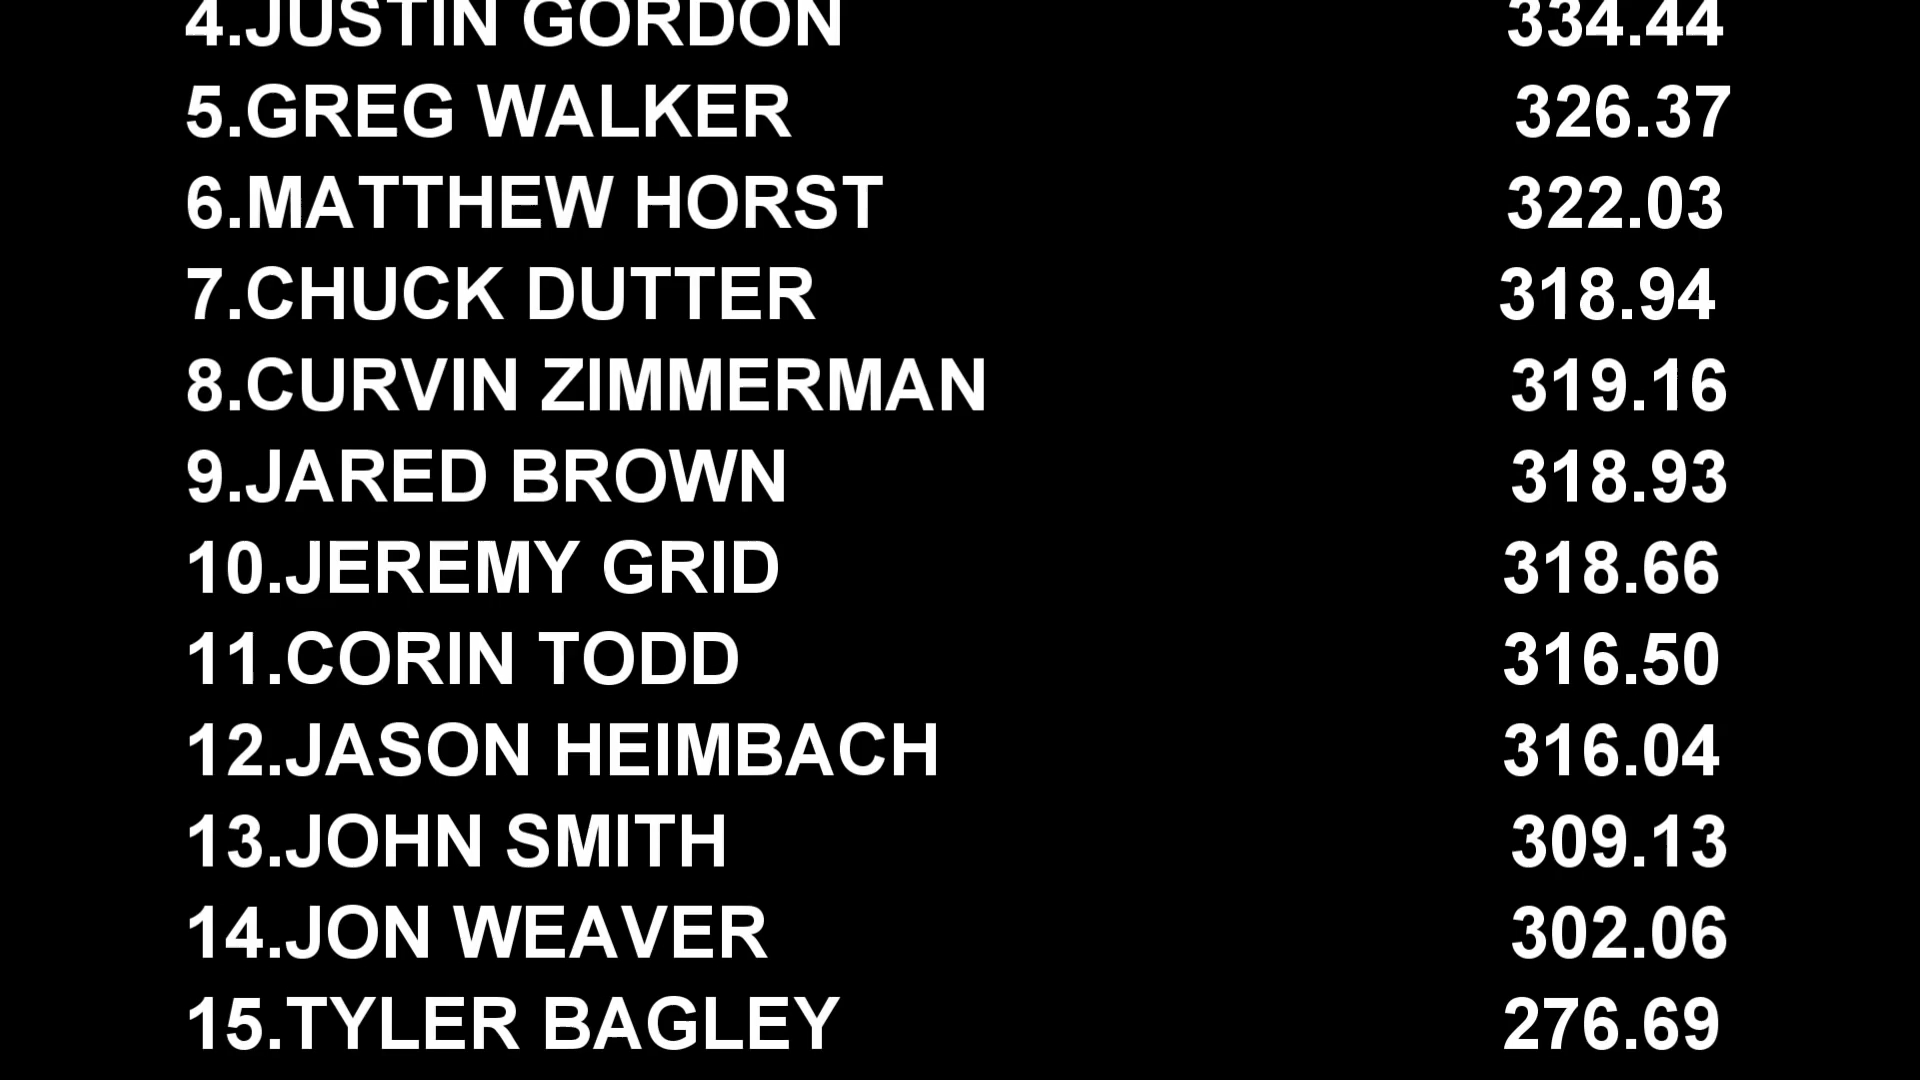 4.JUSTIN GORDON 334.44
5.GREG WALKER 326.37
6.MATTHEW HORST 322.03
7.CHUCK DUTTER 318.94
8.CURVIN ZIMMERMAN 319.16
9.JARED BROWN 318.93
10.JEREMY GRID 318.66
11.CORIN TODD 316.50
12.JASON HEIMBACH 316.04
13.JOHN SMITH 309.13
14.JON WEAVER 302.06
15.TYLER BAGLEY 276.69